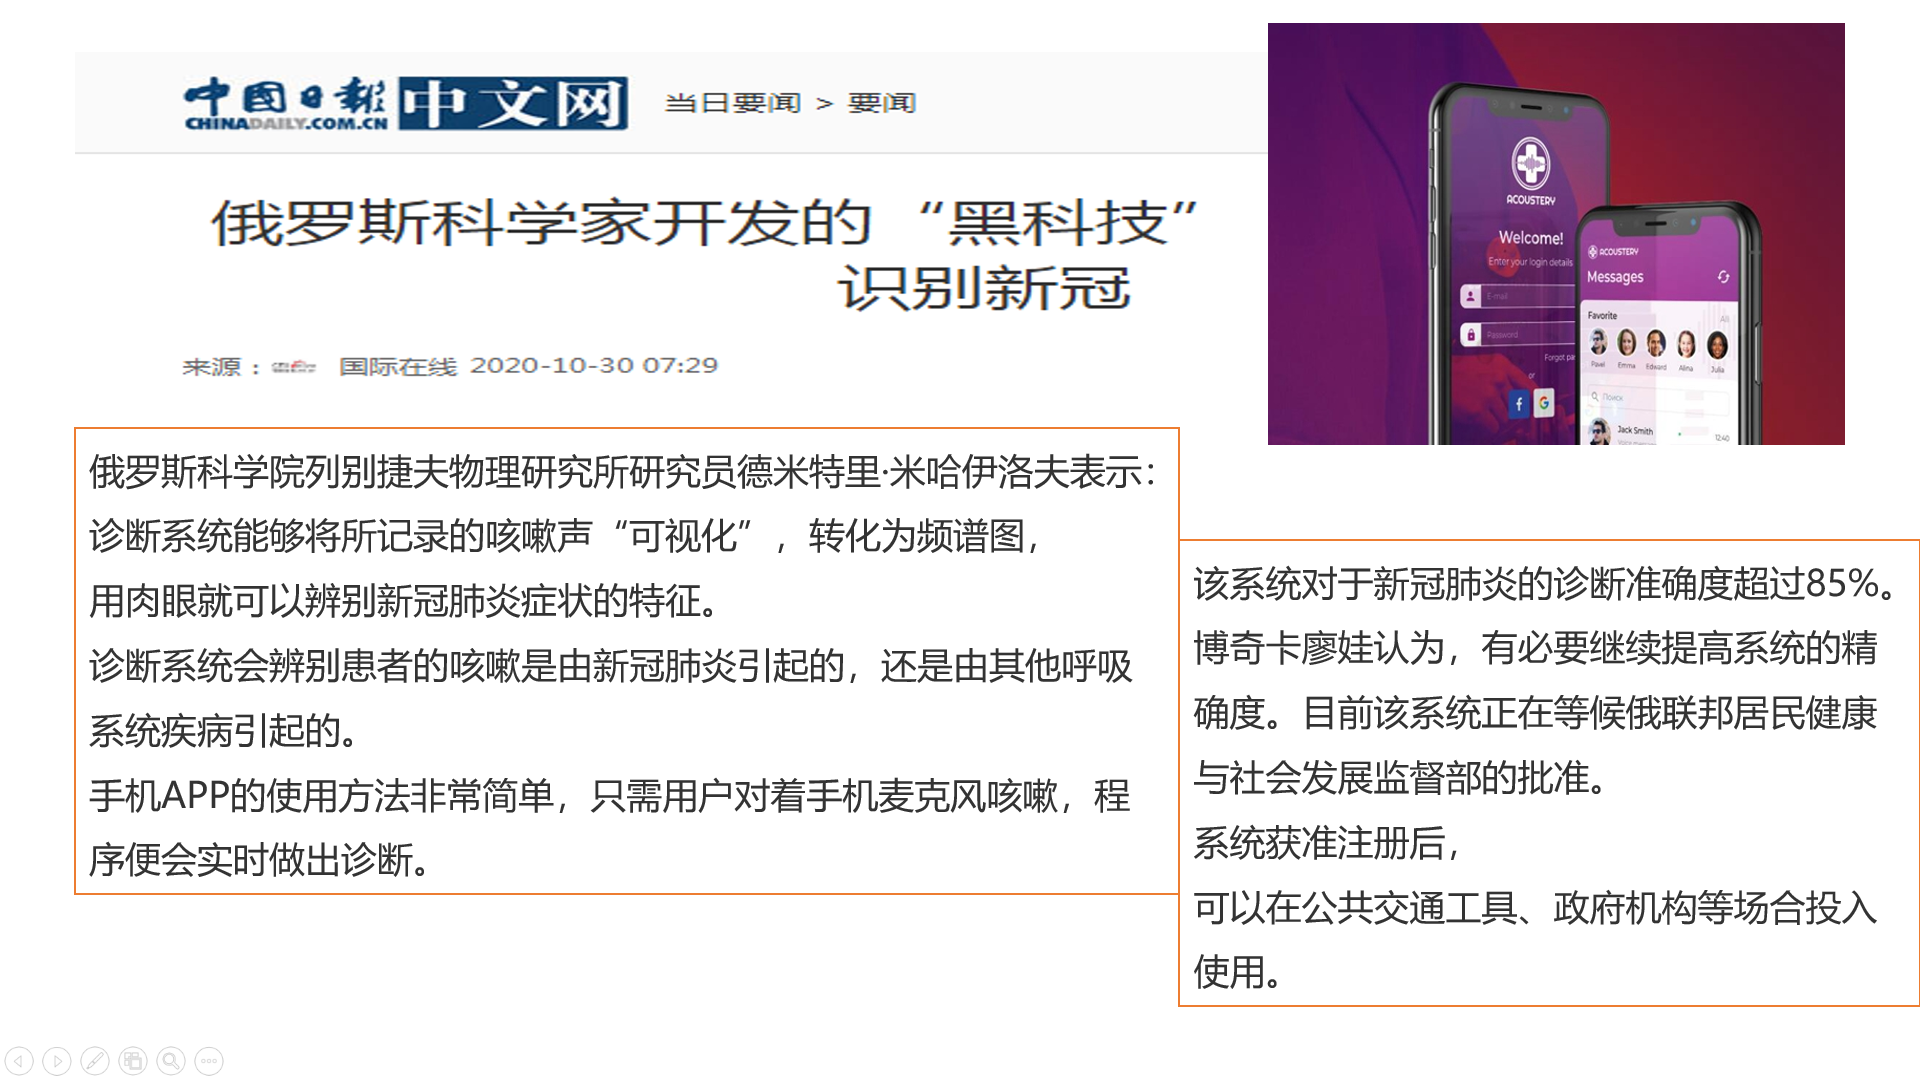 中国日报 中文网 当日要闻 > 要闻
CHINADAILY.COM.CN
俄罗斯科学家开发的“黑科技”
识别新冠
来源： 国际在线 2020-10-30 07:29
俄罗斯科学院列别捷夫物理研究所研究员德米特里·米哈伊洛夫表示：
诊断系统能够将所记录的咳嗽声“可视化”，转化为频谱图，
用肉眼就可以辨别新冠肺炎症状的特征。
诊断系统会辨别患者的咳嗽是由新冠肺炎引起的，还是由其他呼吸
系统疾病引起的。
手机APP的使用方法非常简单，只需用户对着手机麦克风咳嗽，程
序便会实时做出诊断。
ACOUSTERY
Welcome!
Enter your login details
E-mail
Password
Forgot pa
or
f G
ACOUSTERY
Messages
Favorite All
Pavel Emma Edward Alina Julia
Поиск
Jack Smith
12:40
该系统对于新冠肺炎的诊断准确度超过85%。
博奇卡廖娃认为，有必要继续提高系统的精
确度。目前该系统正在等候俄联邦居民健康
与社会发展监督部的批准。
系统获准注册后，
可以在公共交通工具、政府机构等场合投入
使用。